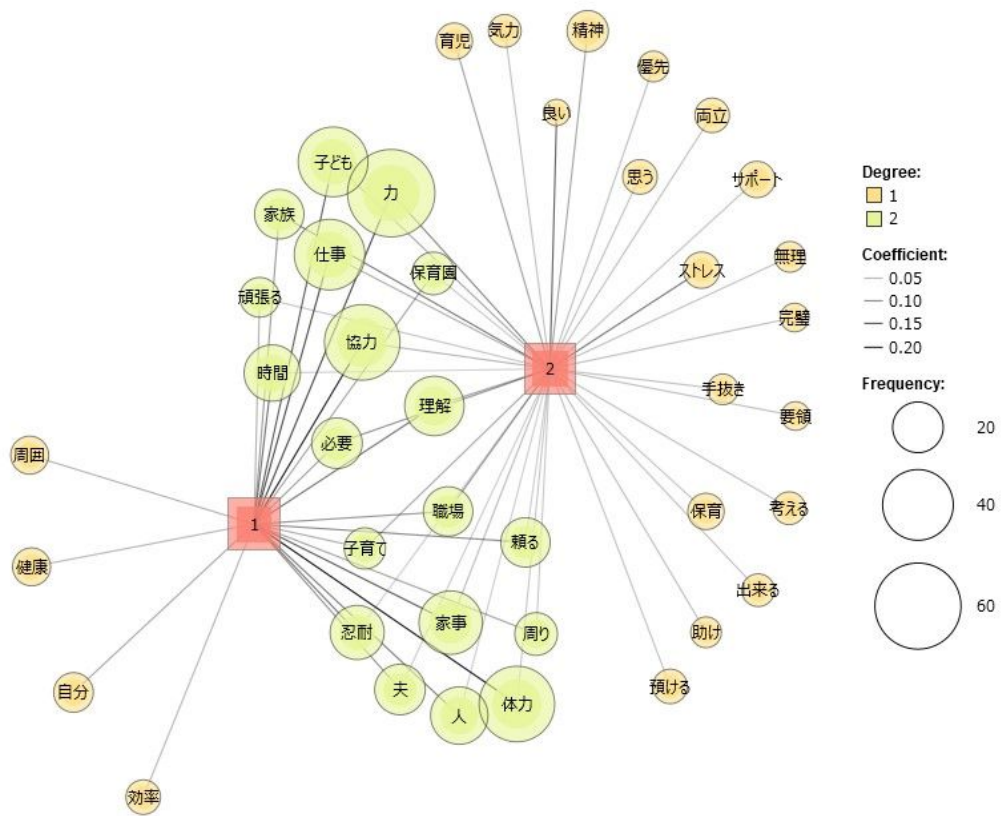 育児
気力
精神
優先
良い
両立
子ども
思う
サポート
力
家族
仕事
保育園
ストレス
無理
頑張る
完璧
協力
時間
2
手抜き
要領
理解
必要
周囲
職場
保育
考える
1
子育て
頼る
健康
出来る
忍耐
家事
周り
助け
自分
夫
人
体力
預ける
効率
Degree:
1
2
Coefficient:
0.05
0.10
0.15
0.20
Frequency:
20
40
60